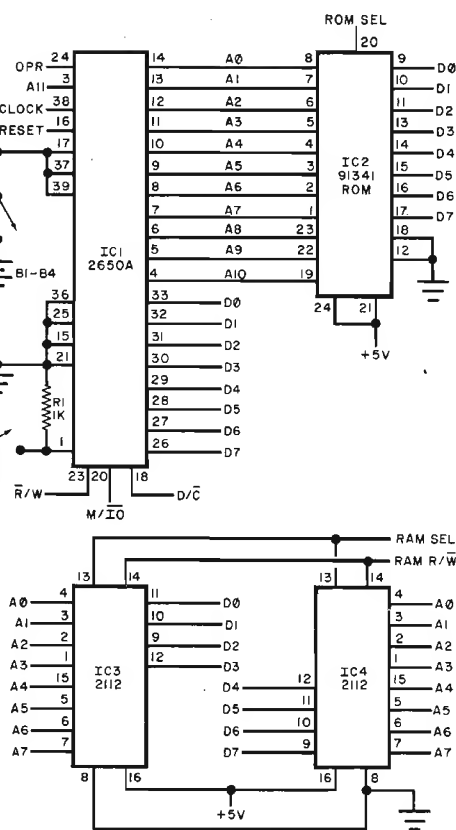 ROM SEL
20
OPR 24 14 A0 8 9 DØ
A11 3 13 A1 7 10 D1
CLOCK 38 12 A2 6 11 D2
RESET 16 11 A3 5 13 D3
17 10 A4 4 14 D4
37 9 A5 3 15 D5
39 8 A6 2 16 D6
7 A7 1 17 D7
6 A8 23 18
5 A9 22 12
4 A10 19
IC1
2650A
IC2
91341
ROM
B1-B4
24 21
+5V
36 33 DØ
25 32 D1
15 31 D2
21 30 D3
29 D4
R1
1K
28 D5
27 D6
1 26 D7
23 20 18
R̅/W D/C̅
M/I̅O̅
RAM SEL
RAM R/W̅
13 14 13 14
A0 4 11 DØ 4 A0
A1 3 10 D1 3 A1
A2 2 9 D2 2 A2
A3 1 12 D3 1 A3
A4 15 D4 12 15 A4
A5 5 D5 11 5 A5
A6 6 D6 10 6 A6
A7 7 D7 9 7 A7
IC3
2112
IC4
2112
8 16 16 8
+5V